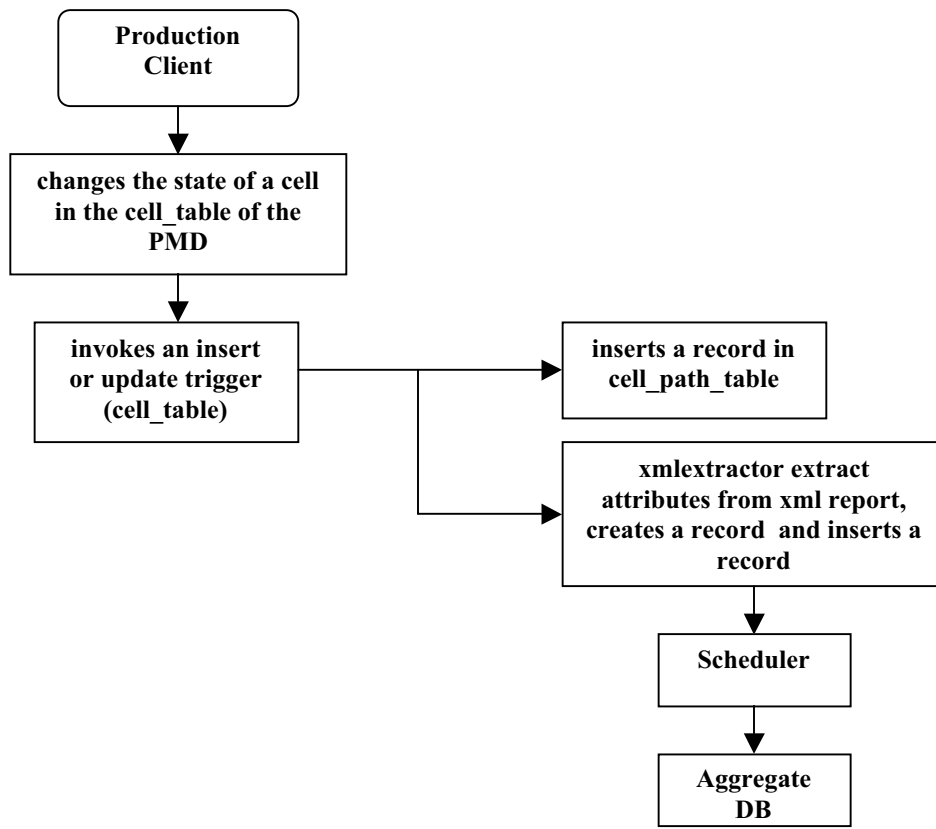 Production
Client
changes the state of a cell
in the cell_table of the
PMD
invokes an insert
or update trigger
(cell_table)
inserts a record in
cell_path_table
xmlextractor extract
attributes from xml report,
creates a record and inserts a
record
Scheduler
Aggregate
DB